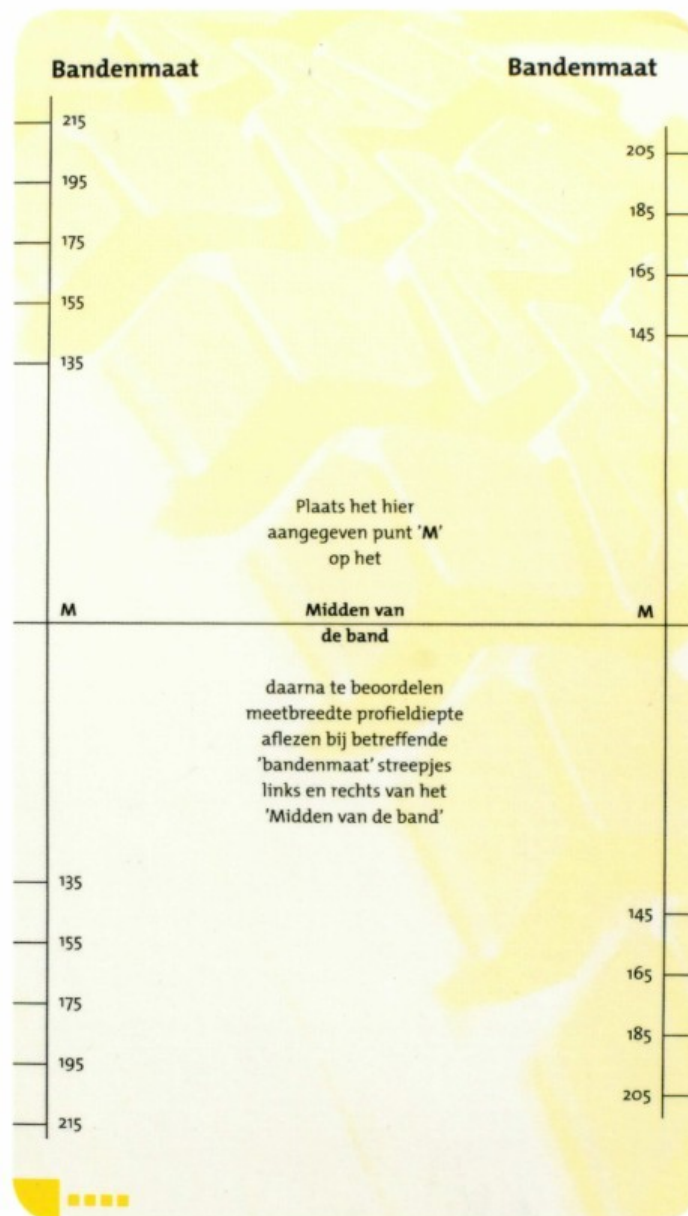 Bandenmaat Bandenmaat
215
205
195
185
175
165
155
145
135
Plaats het hier
aangegeven punt 'M'
op het
M Midden van M
de band
daarna te beoordelen
meetbreedte profieldiepte
aflezen bij betreffende
'bandenmaat' streepjes
links en rechts van het
'Midden van de band'
135
145
155
165
175
185
195
205
215